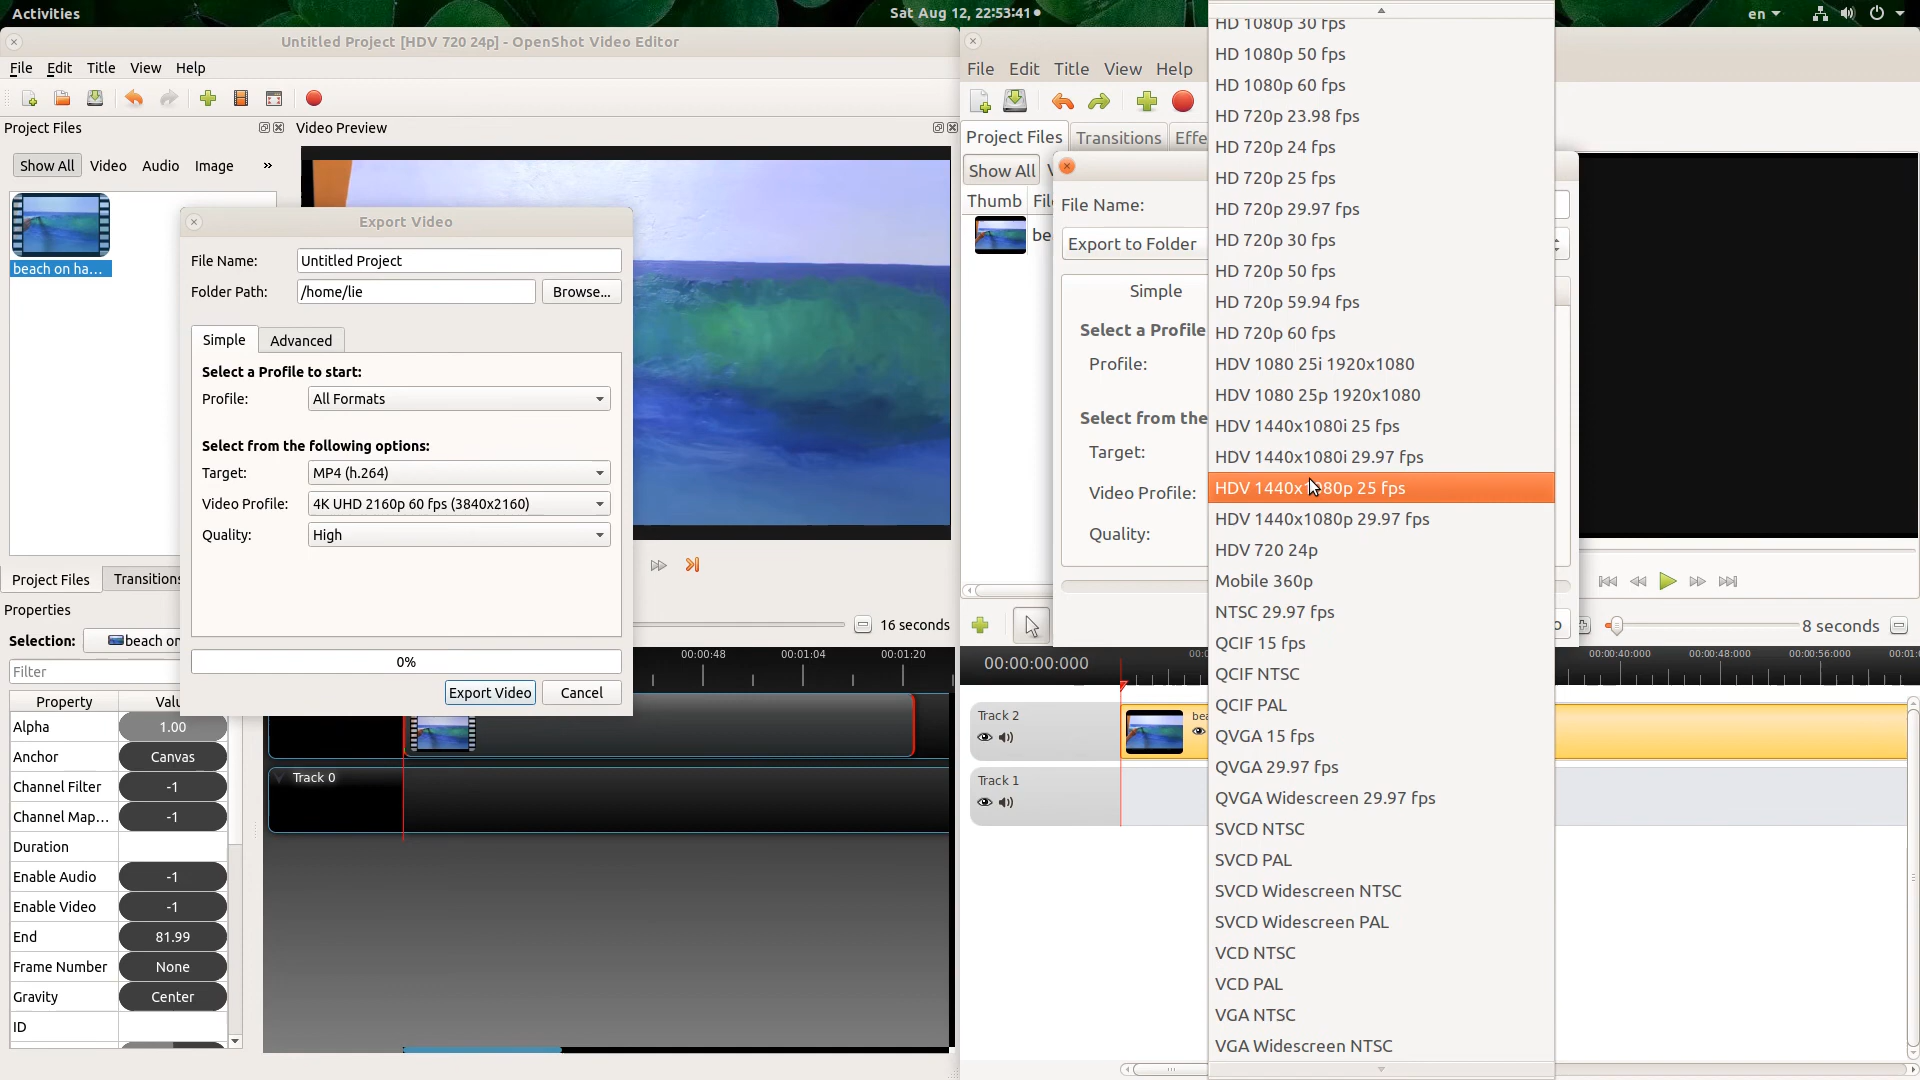 Activities
Sat Aug 12, 22:53:41
en
Untitled Project [HDV 720 24p] - OpenShot Video Editor
File Edit Title View Help
Project Files
Video Preview
Show All Video Audio Image »
beach on ha...
Project Files
Transitions
Properties
Selection:
beach on
Filter
Property
Valu
Alpha 1.00
Anchor Canvas
Channel Filter -1
Channel Map... -1
Duration
Enable Audio -1
Enable Video -1
End 81.99
Frame Number None
Gravity Center
ID
Export Video
File Name: Untitled Project
Folder Path: /home/lie Browse...
Simple Advanced
Select a Profile to start:
Profile: All Formats
Select from the following options:
Target: MP4 (h.264)
Video Profile: 4K UHD 2160p 60 fps (3840x2160)
Quality: High
0%
Export Video Cancel
16 seconds
00:00:48 00:01:04 00:01:20
Track 0
File Edit Title View Help
Project Files Transitions Effe
Show All
Thumb
be
File Name:
Export to Folder
Simple
Select a Profile
Profile:
Select from the
Target:
Video Profile:
Quality:
8 seconds
00:00:00:000
00:00:40:000 00:00:48:000 00:00:56:000
Track 2
bea
Track 1
HD 1080p 30 fps
HD 1080p 50 fps
HD 1080p 60 fps
HD 720p 23.98 fps
HD 720p 24 fps
HD 720p 25 fps
HD 720p 29.97 fps
HD 720p 30 fps
HD 720p 50 fps
HD 720p 59.94 fps
HD 720p 60 fps
HDV 1080 25i 1920x1080
HDV 1080 25p 1920x1080
HDV 1440x1080i 25 fps
HDV 1440x1080i 29.97 fps
HDV 1440x1080p 25 fps
HDV 1440x1080p 29.97 fps
HDV 720 24p
Mobile 360p
NTSC 29.97 fps
QCIF 15 fps
QCIF NTSC
QCIF PAL
QVGA 15 fps
QVGA 29.97 fps
QVGA Widescreen 29.97 fps
SVCD NTSC
SVCD PAL
SVCD Widescreen NTSC
SVCD Widescreen PAL
VCD NTSC
VCD PAL
VGA NTSC
VGA Widescreen NTSC